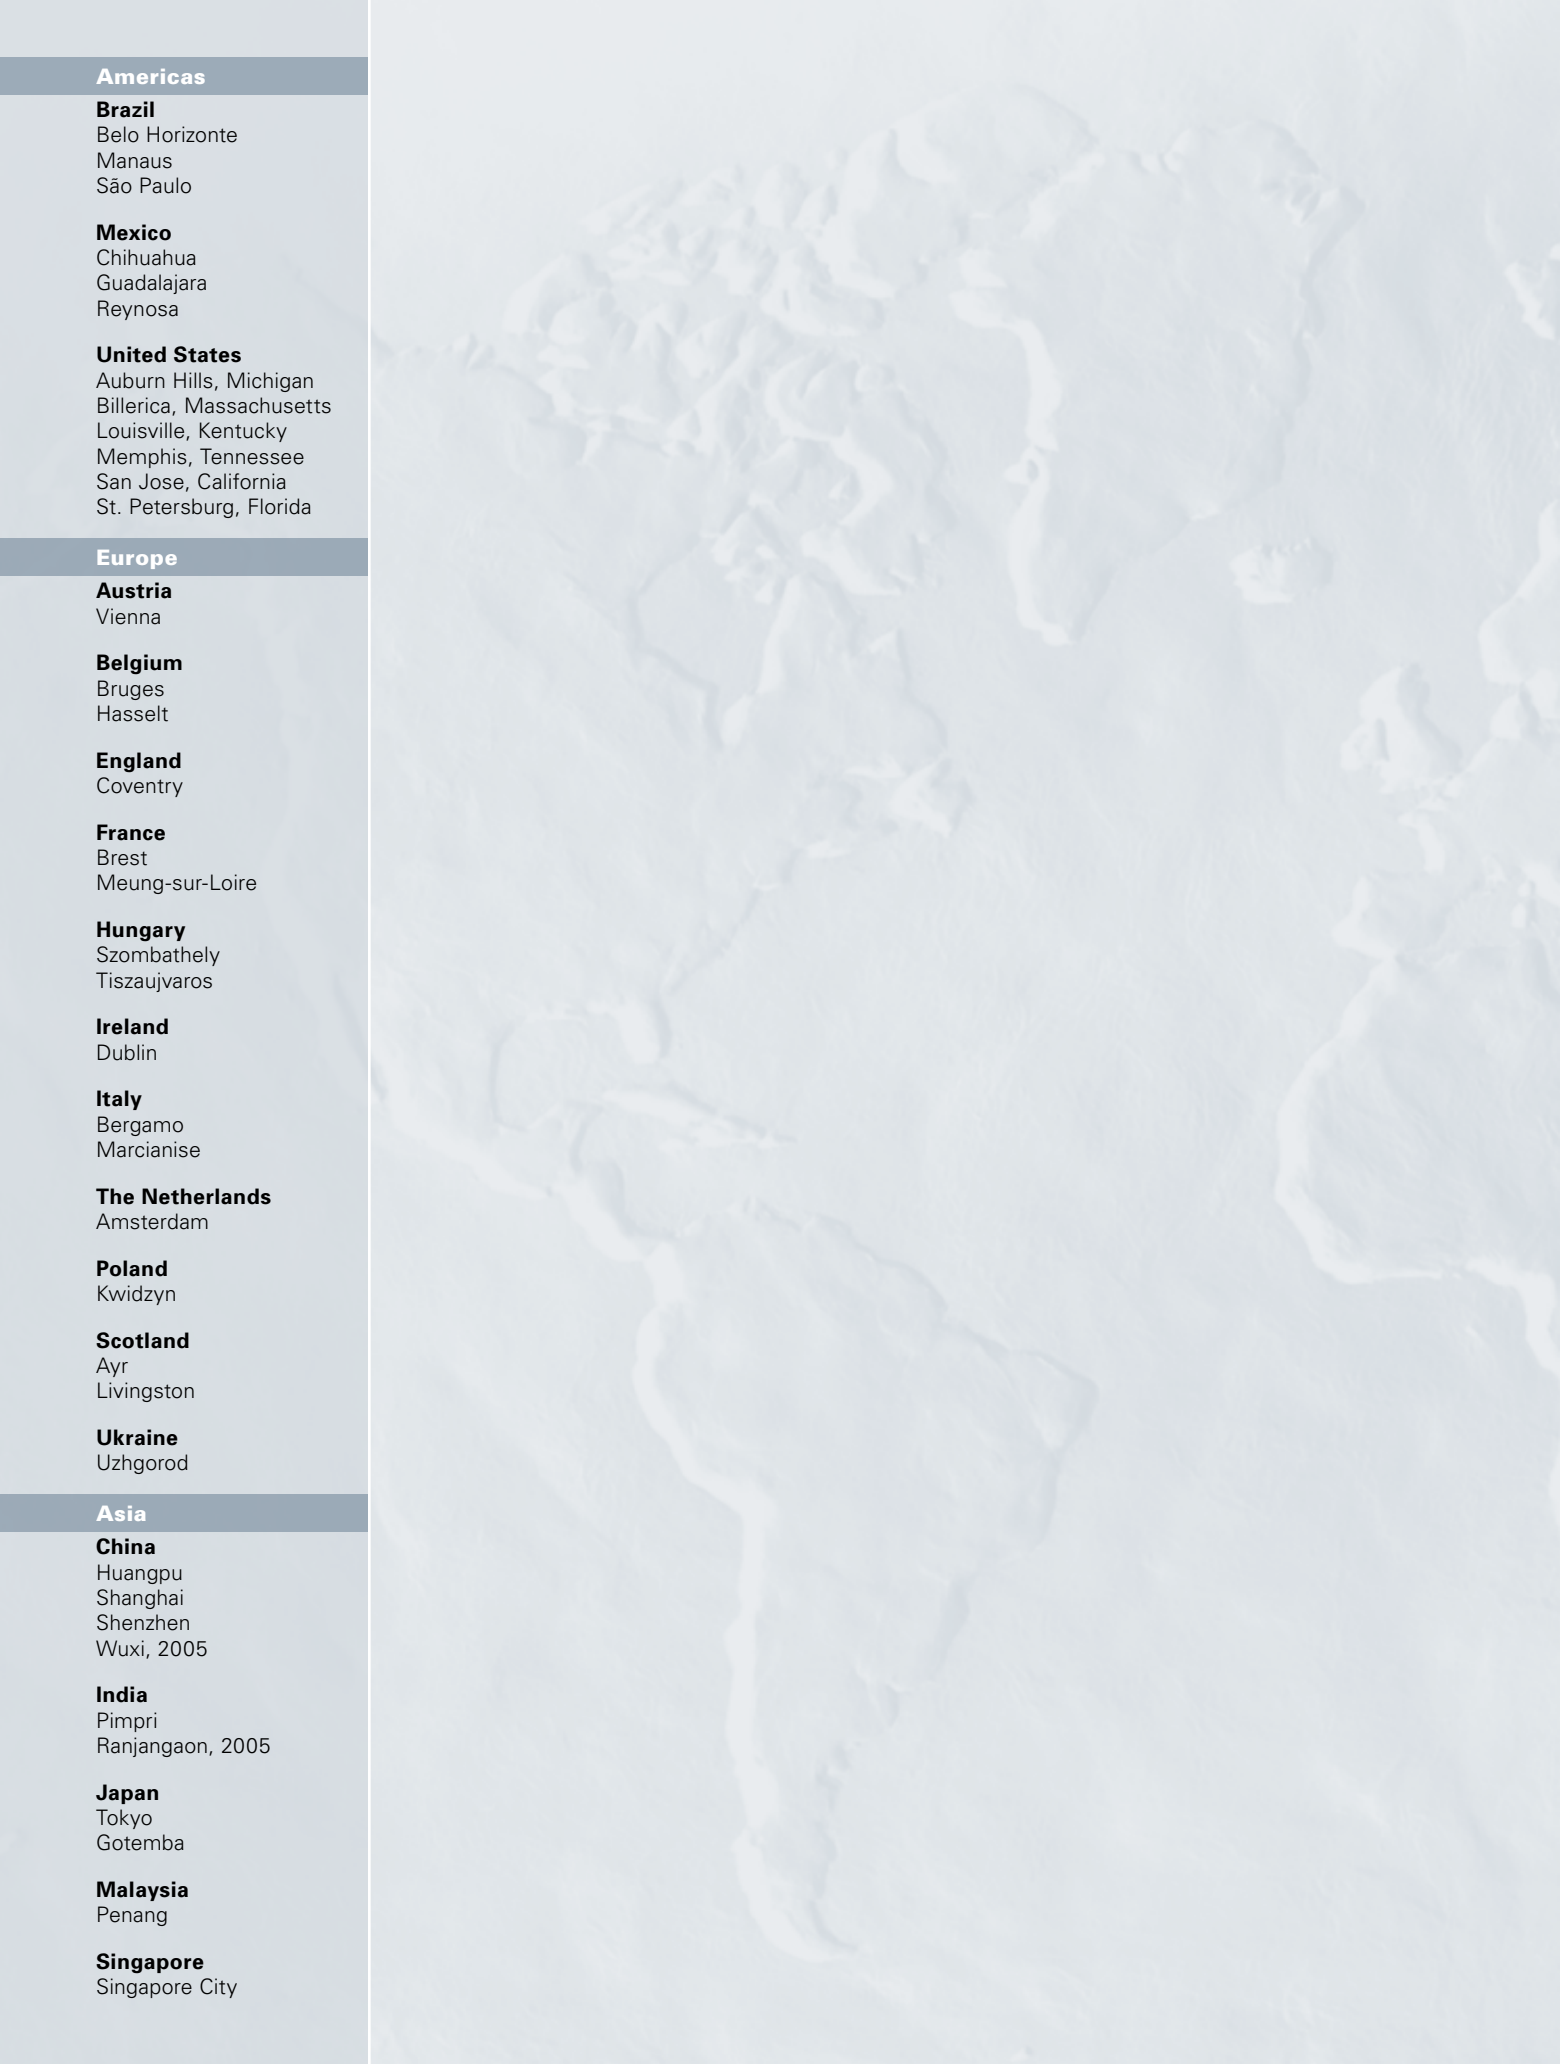 Americas
Brazil
Belo Horizonte
Manaus
São Paulo
Mexico
Chihuahua
Guadalajara
Reynosa
United States
Auburn Hills, Michigan
Billerica, Massachusetts
Louisville, Kentucky
Memphis, Tennessee
San Jose, California
St. Petersburg, Florida
Europe
Austria
Vienna
Belgium
Bruges
Hasselt
England
Coventry
France
Brest
Meung-sur-Loire
Hungary
Szombathely
Tiszaujvaros
Ireland
Dublin
Italy
Bergamo
Marcianise
The Netherlands
Amsterdam
Poland
Kwidzyn
Scotland
Ayr
Livingston
Ukraine
Uzhgorod
Asia
China
Huangpu
Shanghai
Shenzhen
Wuxi, 2005
India
Pimpri
Ranjangaon, 2005
Japan
Tokyo
Gotemba
Malaysia
Penang
Singapore
Singapore City